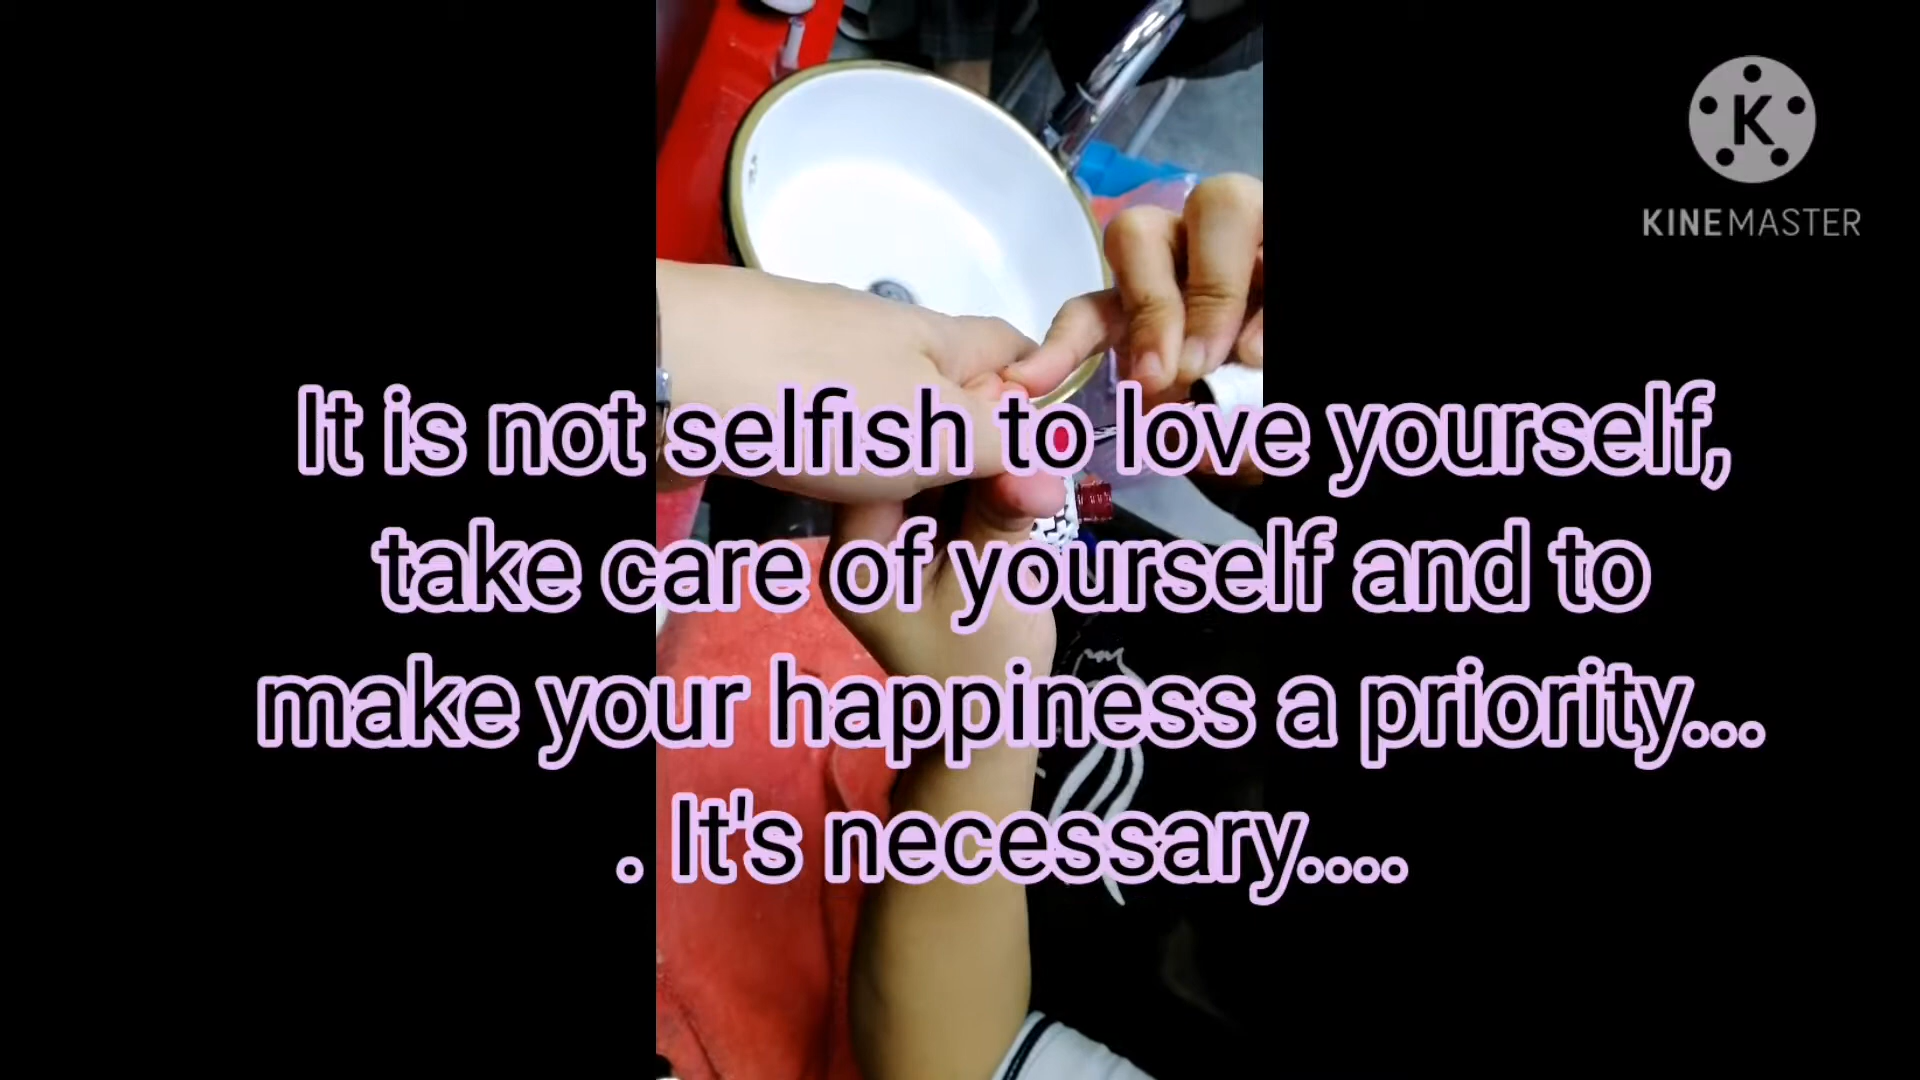 K
KINEMASTER
It is not selfish to love yourself,
take care of yourself and to
make your happiness a priority...
. It's necessary....